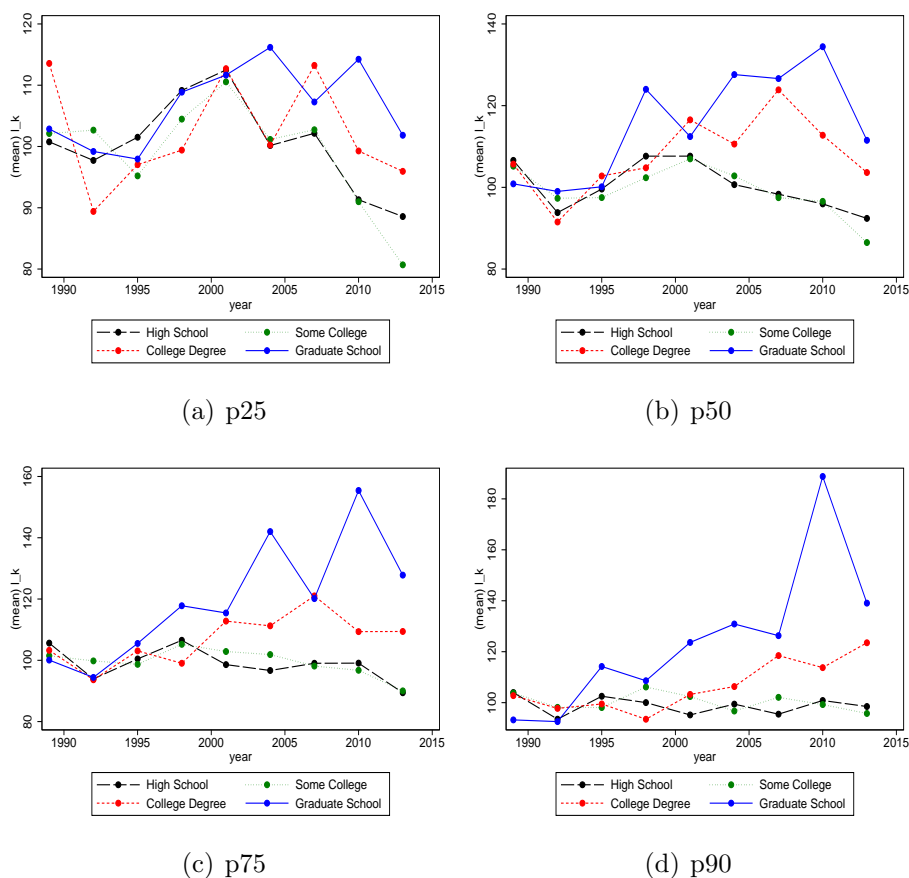 (mean) I_k
80 90 100 110 120
1990 1995 2000 2005 2010 2015
year
High School Some College
College Degree Graduate School
(a) p25
(mean) I_k
80 100 120 140
1990 1995 2000 2005 2010 2015
year
High School Some College
College Degree Graduate School
(b) p50
(mean) I_k
80 100 120 140 160
1990 1995 2000 2005 2010 2015
year
High School Some College
College Degree Graduate School
(c) p75
(mean) I_k
100 120 140 160 180
1990 1995 2000 2005 2010 2015
year
High School Some College
College Degree Graduate School
(d) p90